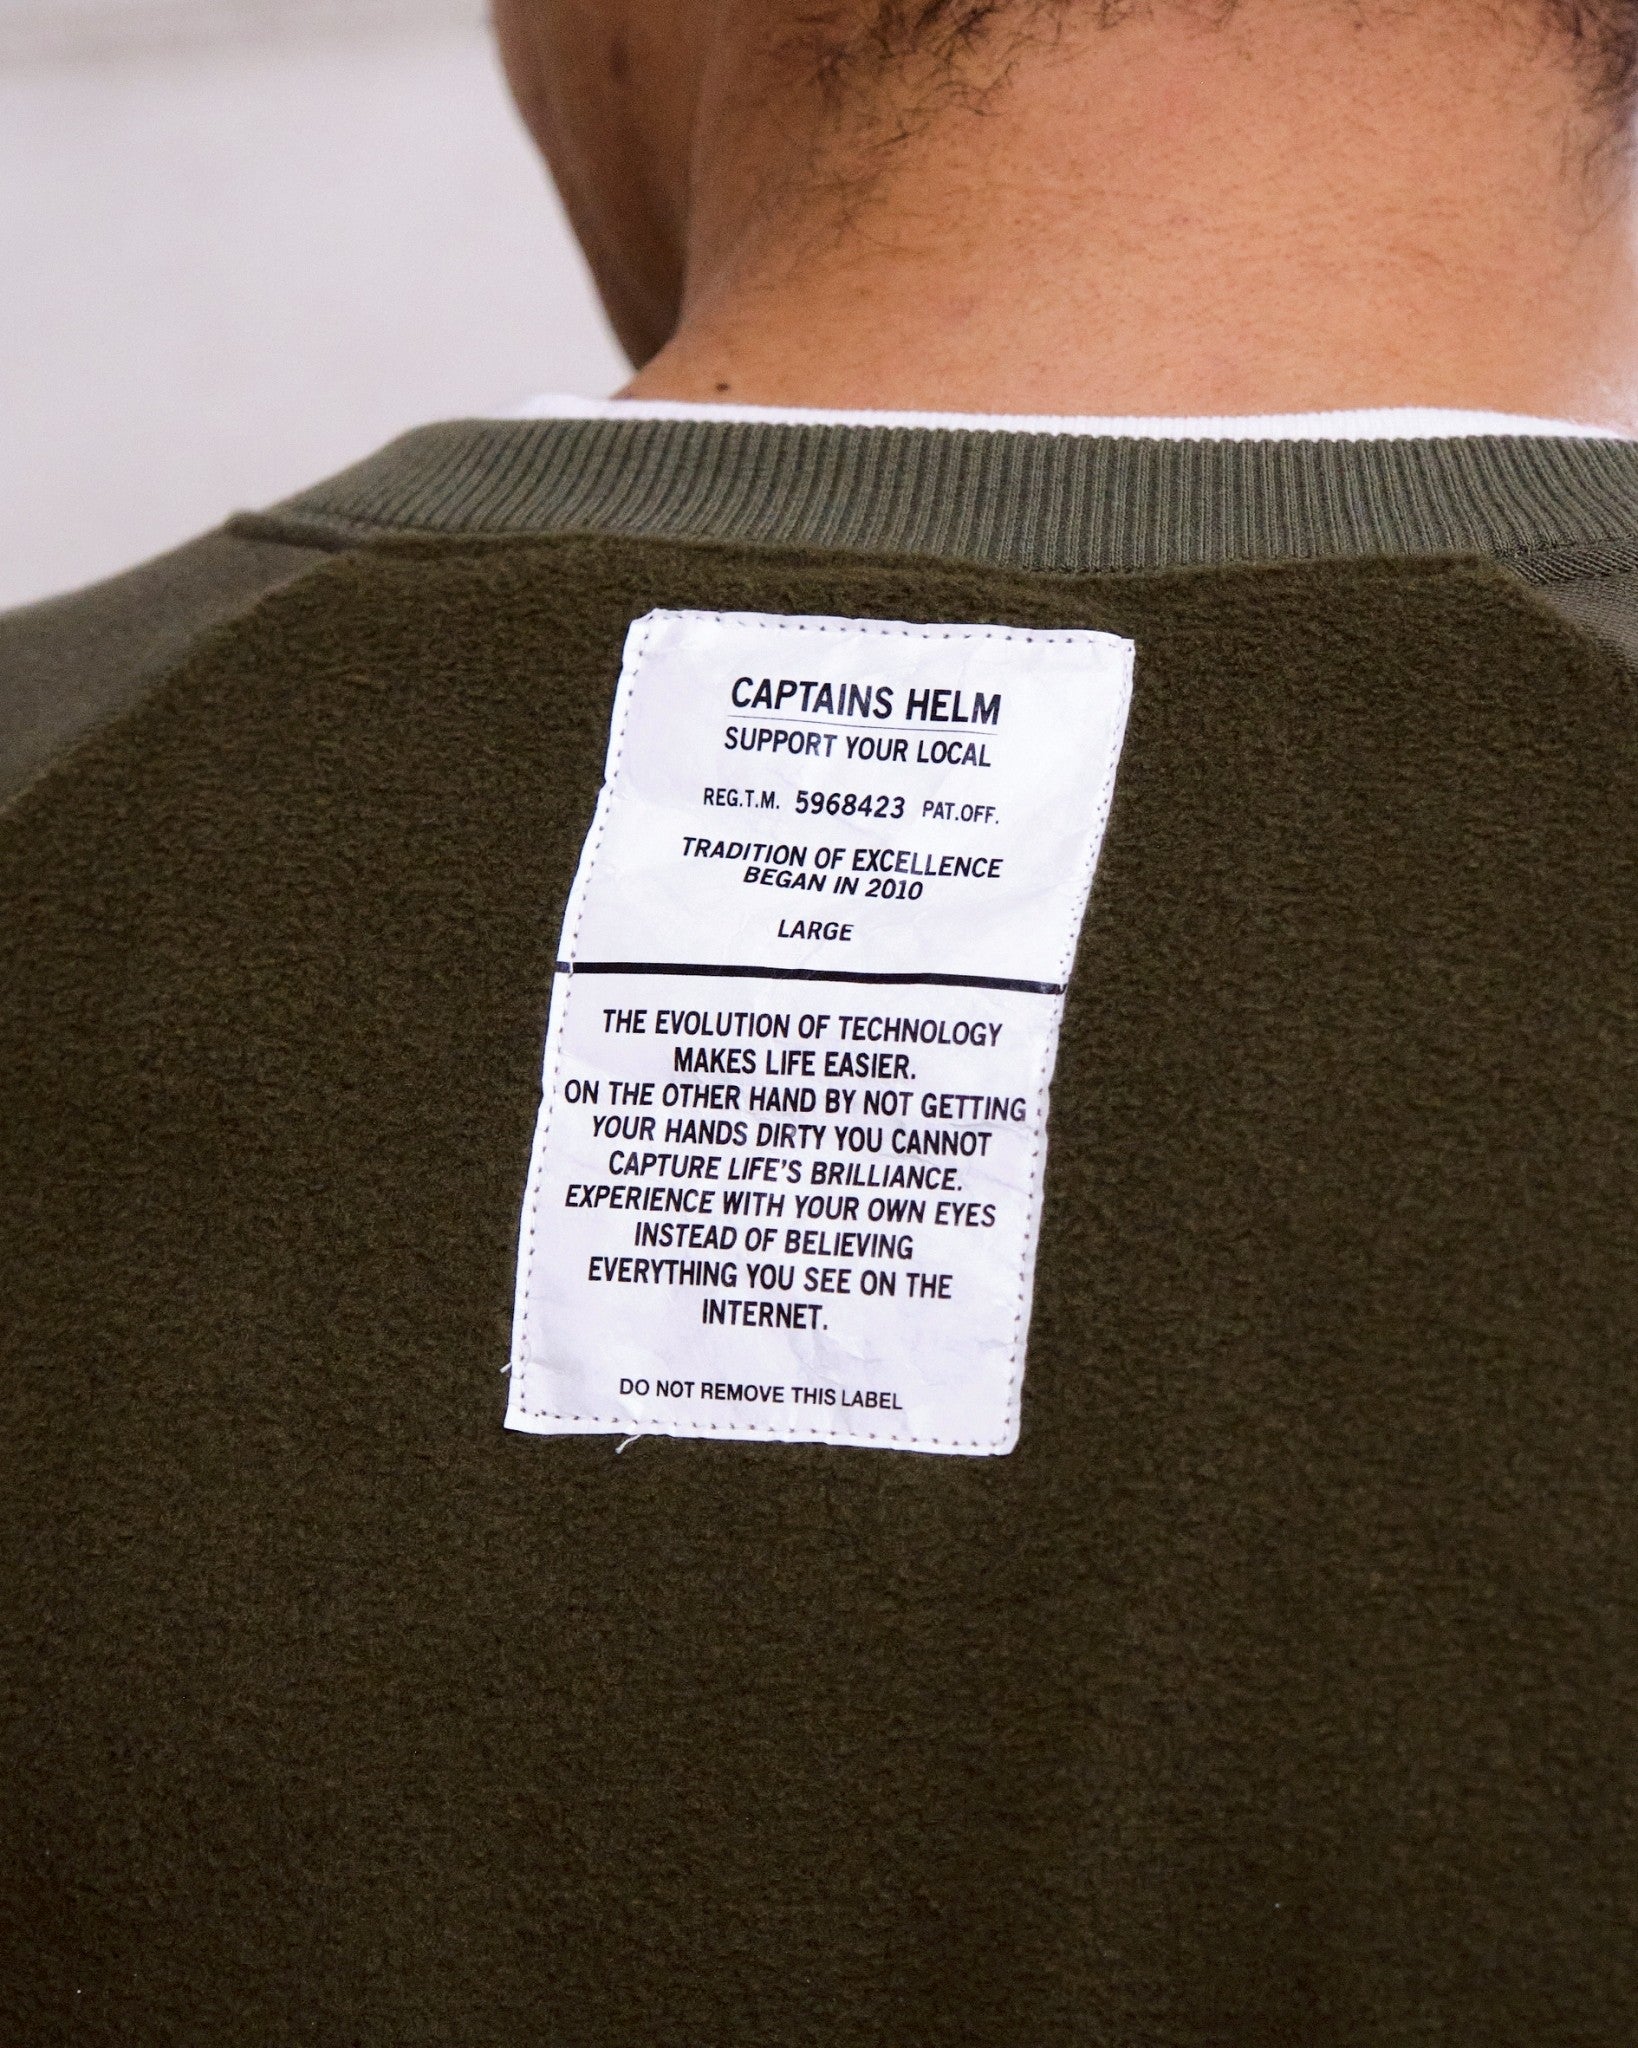 CAPTAINS HELM
SUPPORT YOUR LOCAL
REG.T.M. 5968423 PAT.OFF.
TRADITION OF EXCELLENCE
BEGAN IN 2010
LARGE
THE EVOLUTION OF TECHNOLOGY
MAKES LIFE EASIER.
ON THE OTHER HAND BY NOT GETTING
YOUR HANDS DIRTY YOU CANNOT
CAPTURE LIFE'S BRILLIANCE.
EXPERIENCE WITH YOUR OWN EYES
INSTEAD OF BELIEVING
EVERYTHING YOU SEE ON THE
INTERNET.
DO NOT REMOVE THIS LABEL